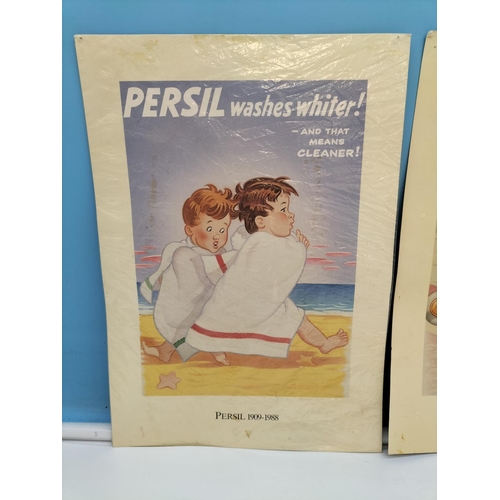 PERSIL washes whiter!
– AND THAT
MEANS
CLEANER!
PERSIL 1909-1988